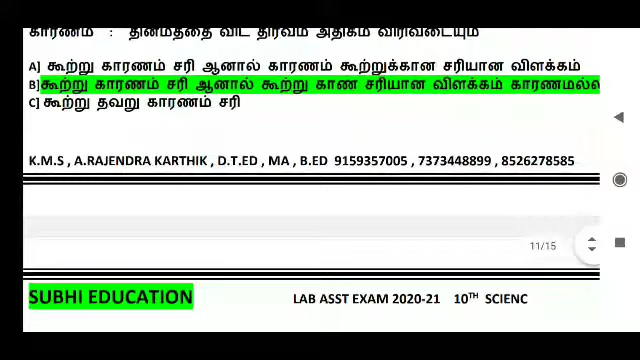 காரணம் : தினமத்தை விட திரவம் அதிகம் விரிவடையும்
A] கூற்று காரணம் சரி ஆனால் காரணம் கூற்றுக்கான சரியான விளக்கம்
B]கூற்று காரணம் சரி ஆனால் கூற்று காண சரியான விளக்கம் காரணமல்ல
C] கூற்று தவறு காரணம் சரி
K.M.S , A.RAJENDRA KARTHIK , D.T.ED , MA , B.ED 9159357005 , 7373448899 , 8526278585
11/15
SUBHI EDUCATION LAB ASST EXAM 2020-21 10TH SCIENC